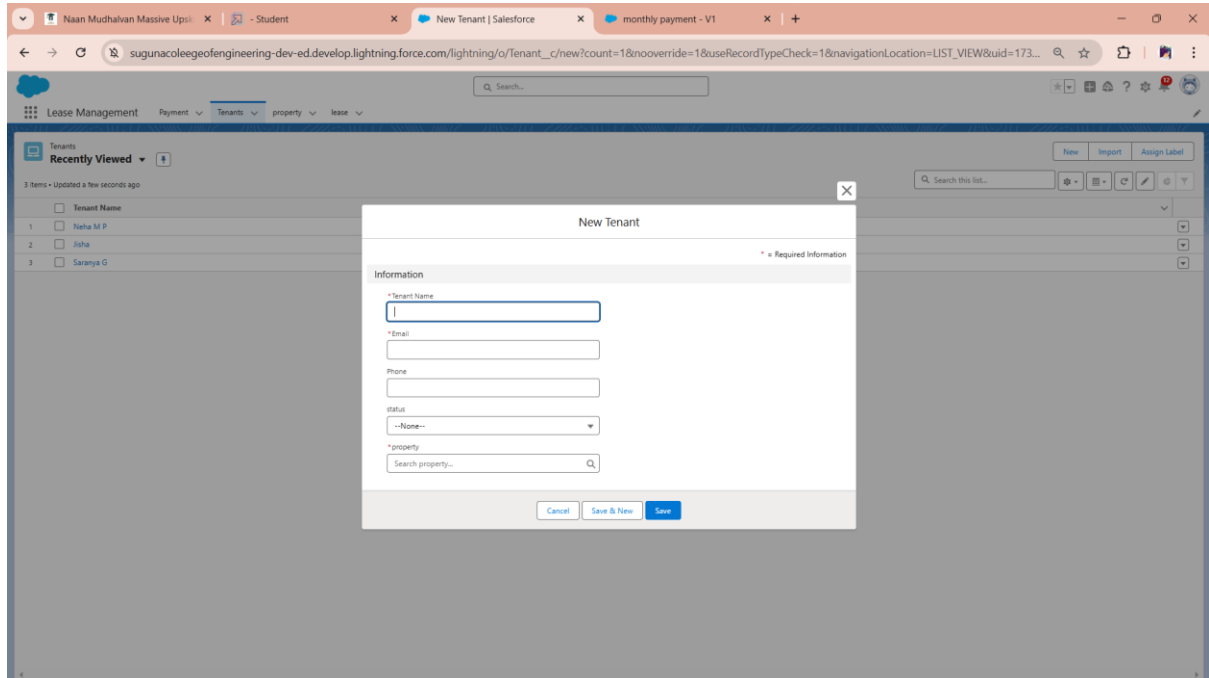 Naan Mudhalvan Massive Upski
- Student
New Tenant | Salesforce
monthly payment - V1
sugunacoleegeofengineering-dev-ed.develop.lightning.force.com/lightning/o/Tenant__c/new?count=1&nooverride=1&useRecordTypeCheck=1&navigationLocation=LIST_VIEW&uid=173...
Search...
12
Lease Management Payment Tenants property lease
Tenants
Recently Viewed
New Import Assign Label
3 items • Updated a few seconds ago
Search this list...
Tenant Name
1 Neha M P
2 Jisha
3 Saranya G
New Tenant
* = Required Information
Information
*Tenant Name
*Email
Phone
status
--None--
*property
Search property...
Cancel Save & New Save